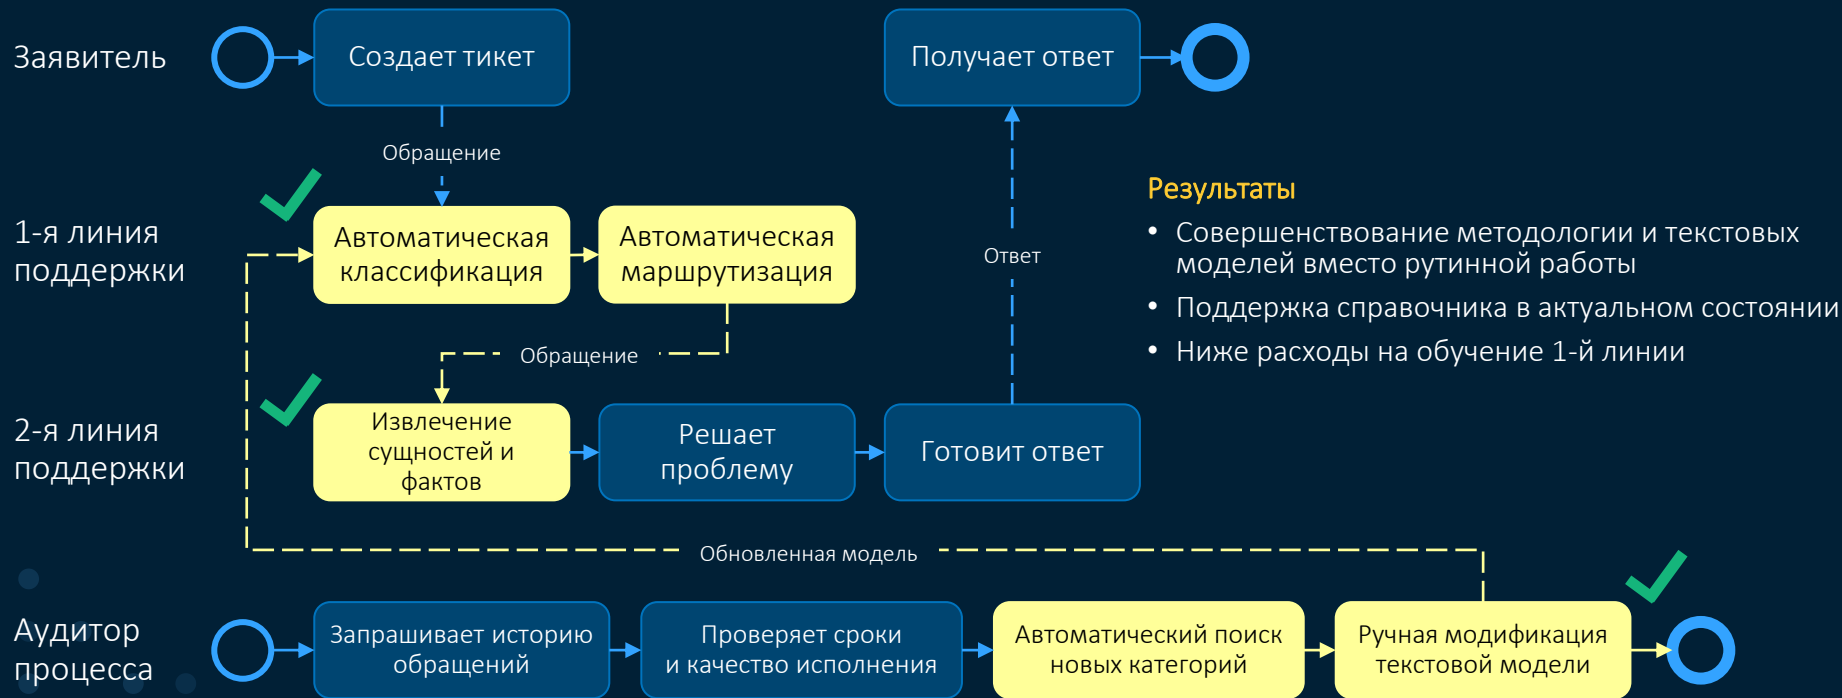 Заявитель
Создает тикет
Получает ответ
Обращение
1-я линия
поддержки
Автоматическая
классификация
Автоматическая
маршрутизация
Ответ
Результаты
• Совершенствование методологии и текстовых
моделей вместо рутинной работы
• Поддержка справочника в актуальном состоянии
• Ниже расходы на обучение 1-й линии
Обращение
2-я линия
поддержки
Извлечение
сущностей и
фактов
Решает
проблему
Готовит ответ
Обновленная модель
Аудитор
процесса
Запрашивает историю
обращений
Проверяет сроки
и качество исполнения
Автоматический поиск
новых категорий
Ручная модификация
текстовой модели